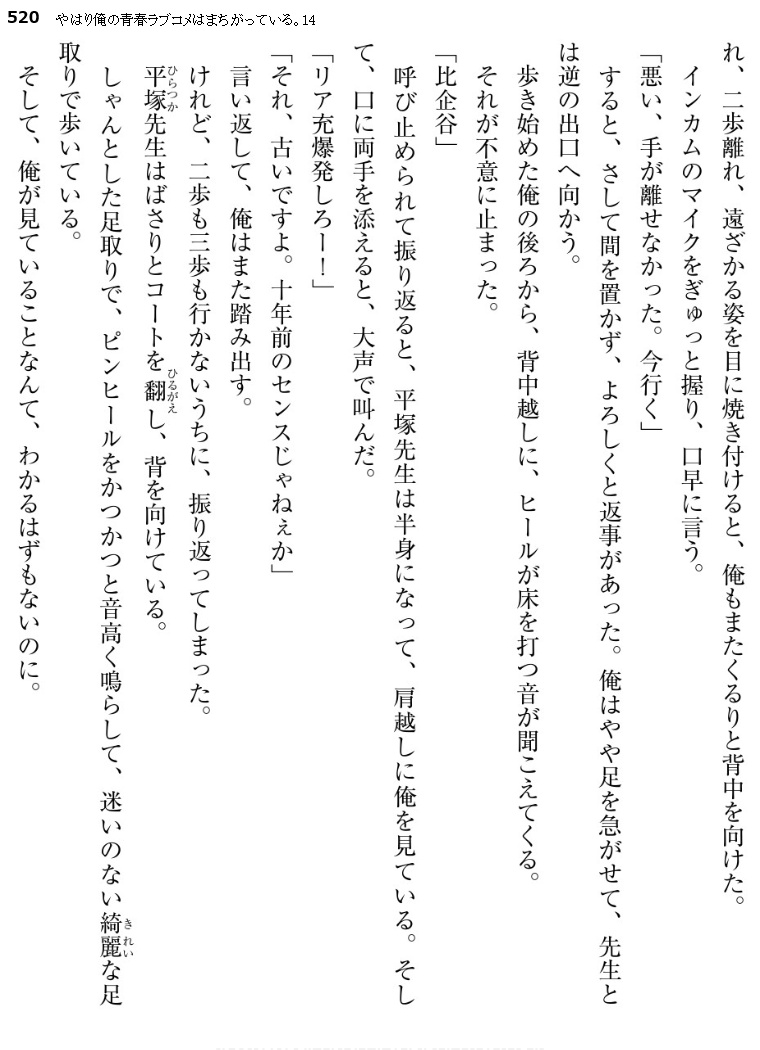 520 やはり俺の青春ラブコメはまちがっている。14
れ、二歩離れ、遠ざかる姿を目に焼き付けると、俺もまたくるりと背中を向けた。
インカムのマイクをぎゅっと握り、口早に言う。
「悪い、手が離せなかった。今行く」
すると、さして間を置かず、よろしくと返事があった。俺はやや足を急がせて、先生と
は逆の出口へ向かう。
歩き始めた俺の後ろから、背中越しに、ヒールが床を打つ音が聞こえてくる。
それが不意に止まった。
「比企谷」
呼び止められて振り返ると、平塚先生は半身になって、肩越しに俺を見ている。そし
て、口に両手を添えると、大声で叫んだ。
「リア充爆発しろー！」
「それ、古いですよ。十年前のセンスじゃねぇか」
言い返して、俺はまた踏み出す。
けれど、二歩も三歩も行かないうちに、振り返ってしまった。
平塚先生はばさりとコートを翻し、背を向けている。
ひらつか
ひるがえ
しゃんとした足取りで、ピンヒールをかつかつと音高く鳴らして、迷いのない綺麗な足
きれい
取りで歩いている。
そして、俺が見ていることなんて、わかるはずもないのに。